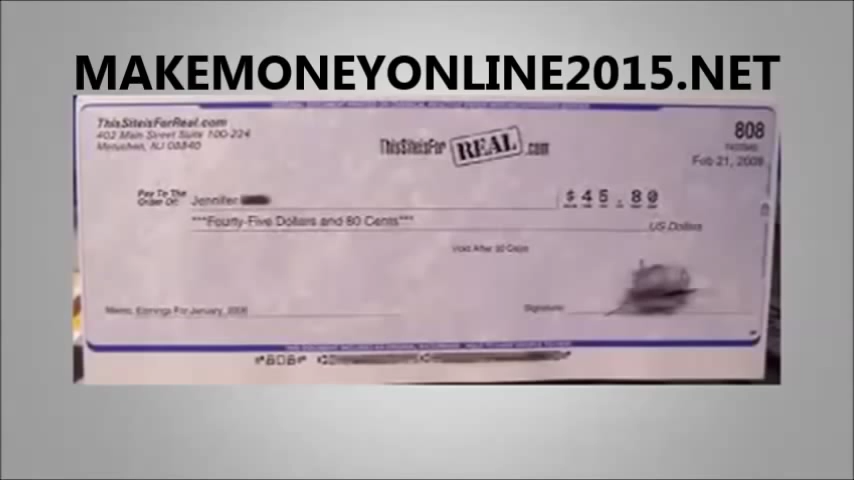 MAKEMONEYONLINE2015.NET
ThisSiteisForReal.com
402 Main Street Suite 100-224
Metuchen, NJ 08840
This$iteisFor REAL .com
808
Feb 21, 2008
Pay To The
Order Of: Jennifer
$45.80
***Fourty-Five Dollars and 80 Cents***
US Dollars
Void After 90 Days
Memo: Earnings For January, 2008
Signature: